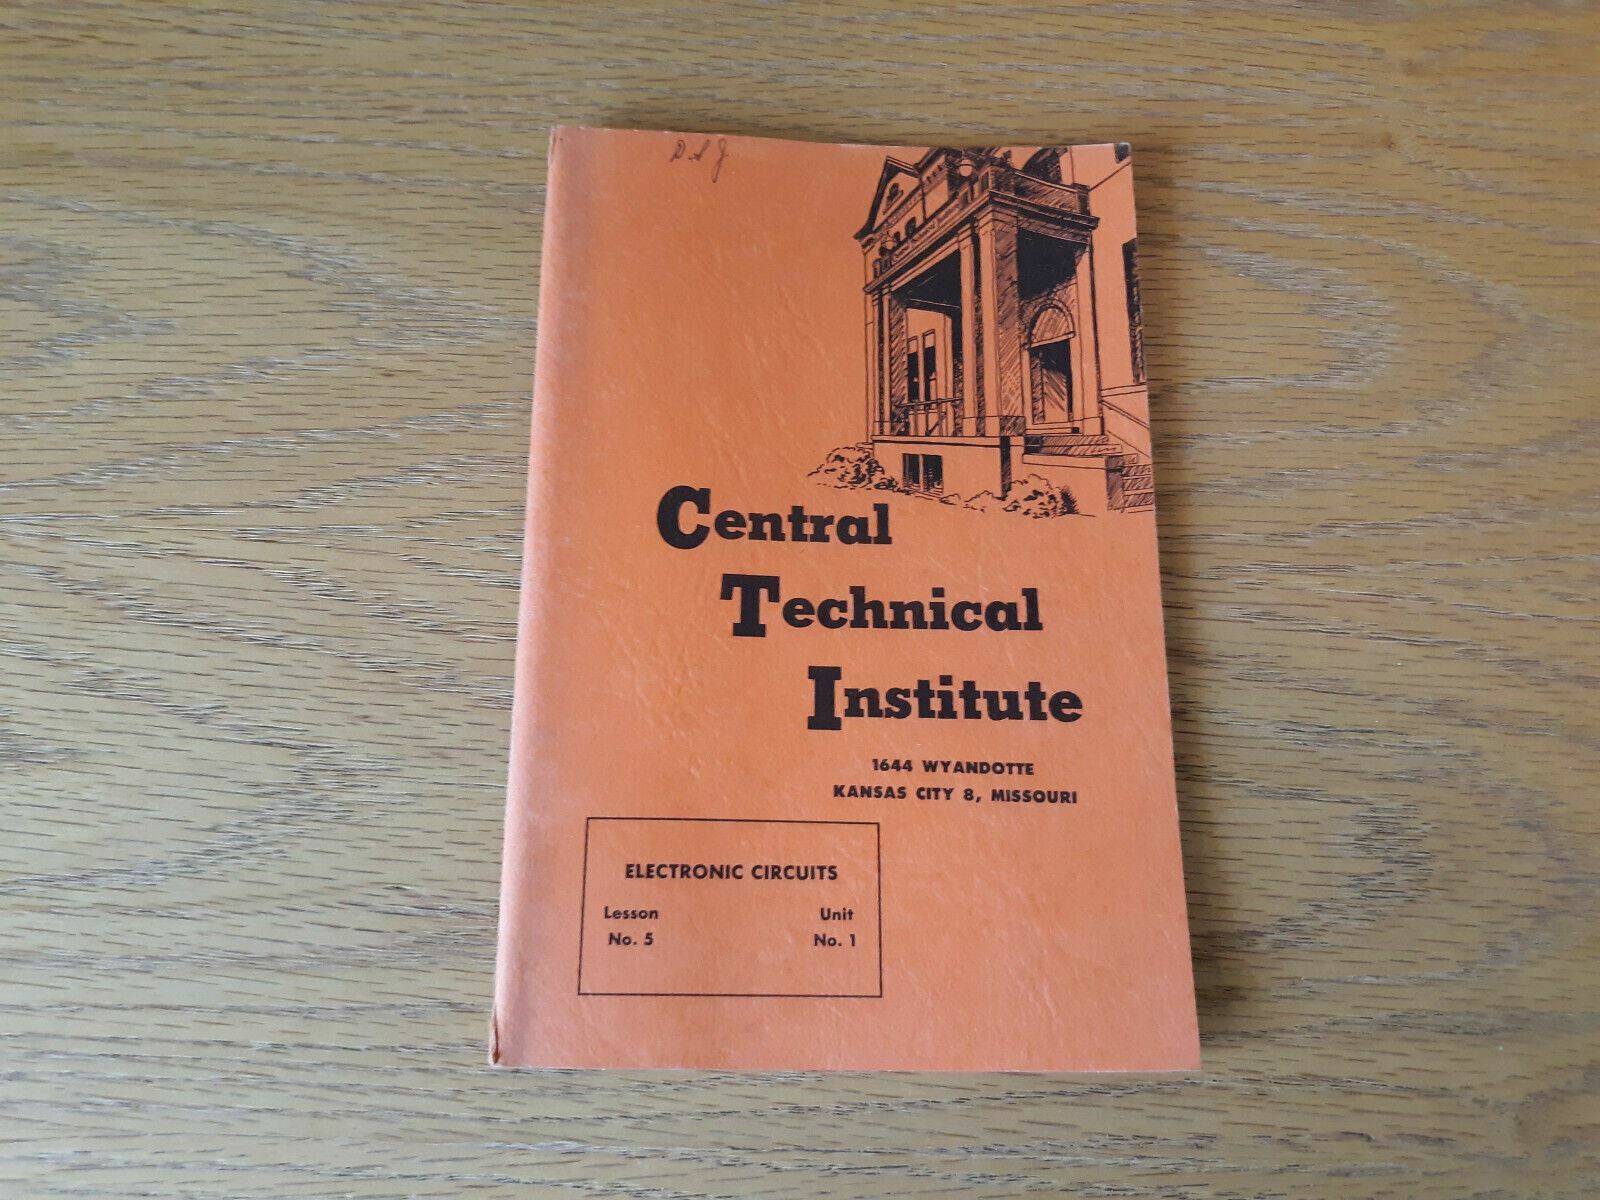 D A J
Central
Technical
Institute
1644 WYANDOTTE
KANSAS CITY 8, MISSOURI
ELECTRONIC CIRCUITS
Lesson Unit
No. 5 No. 1